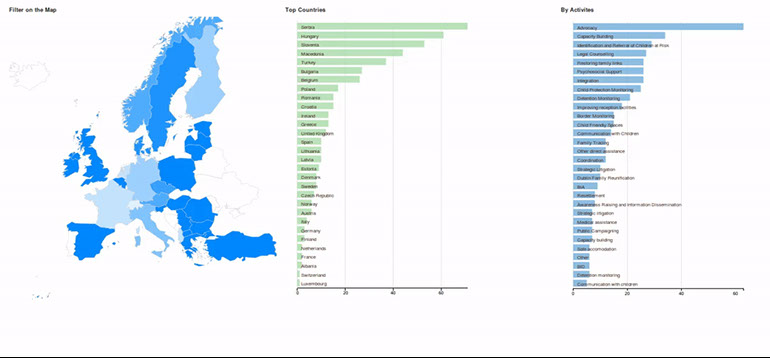 Filter on the Map
Top Countries
By Activites
Serbia
Hungary
Slovenia
Macedonia
Turkey
Bulgaria
Belgium
Poland
Romania
Croatia
Ireland
Greece
United Kingdom
Spain
Lithuania
Latvia
Estonia
Denmark
Sweden
Czech Republic
Norway
Austria
Italy
Germany
Finland
Netherlands
France
Albania
Switzerland
Luxembourg
0 20 40 60
Advocacy
Capacity Building
Identification and Referral of Children at Risk
Legal Counselling
Restoring family links
Psychosocial Support
Integration
Child Protection Monitoring
Detention Monitoring
Improving reception facilities
Border Monitoring
Child Friendly Spaces
Communication with Children
Family Tracing
Other direct assistance
Coordination
Strategic Litigation
Dublin Family Reunification
N/A
Resettlement
Awareness Raising and Information Dissemination
Strategic litigation
Medical assistance
Public Campaigning
Capacity building
Safe accomodation
Other
BID
Detention monitoring
Communication with children
0 20 40 60